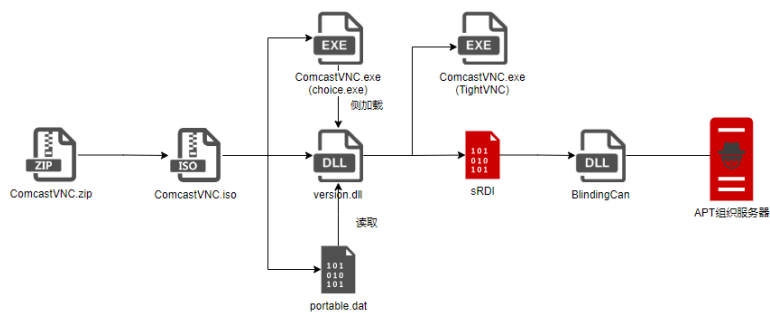 EXE
ComcastVNC.exe
(choice.exe)
侧加载
EXE
ComcastVNC.exe
(TightVNC)
ZIP
ComcastVNC.zip
ISO
ComcastVNC.iso
DLL
version.dll
101
010
101
sRDI
DLL
BlindingCan
APT组织服务器
读取
101
010
101
portable.dat